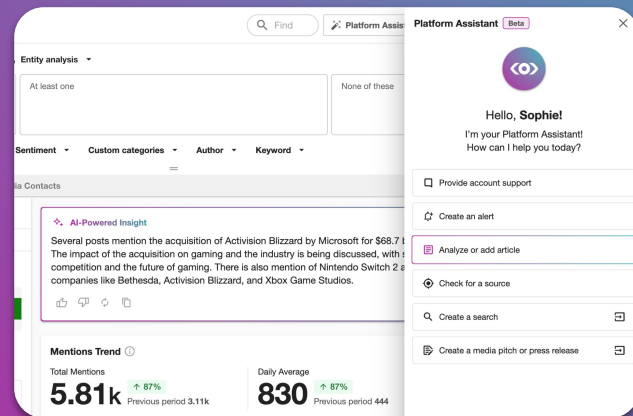 Find
Platform Assis
Entity analysis
At least one
None of these
Sentiment
Custom categories
Author
Keyword
ia Contacts
AI-Powered Insight
Several posts mention the acquisition of Activision Blizzard by Microsoft for $68.7 b
The impact of the acquisition on gaming and the industry is being discussed, with s
competition and the future of gaming. There is also mention of Nintendo Switch 2 a
companies like Bethesda, Activision Blizzard, and Xbox Game Studios.
Mentions Trend
Total Mentions
5.81k ↑ 87%
Previous period 3.11k
Daily Average
830 ↑ 87%
Previous period 444
Platform Assistant Beta
Hello, Sophie!
I'm your Platform Assistant!
How can I help you today?
Provide account support
Create an alert
Analyze or add article
Check for a source
Create a search
Create a media pitch or press release